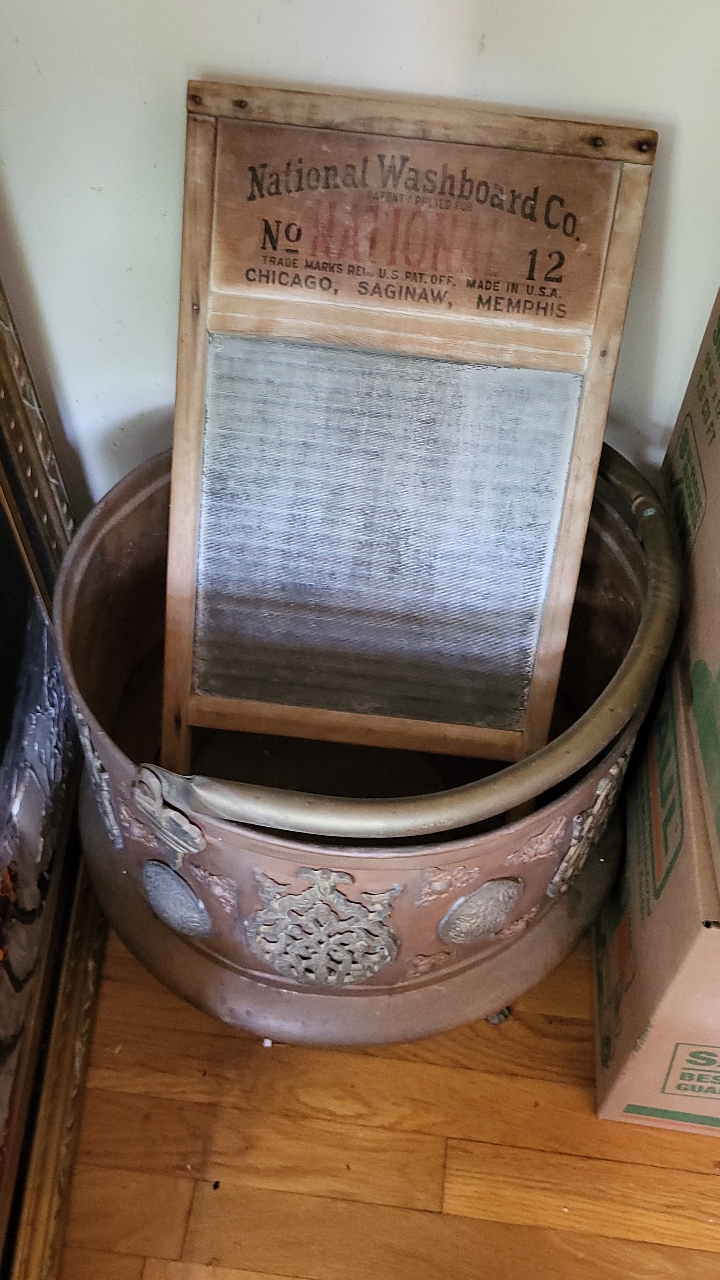 National Washboard Co.
PATENT APPLIED FOR
No NATIONAL 12
TRADE MARKS REG. U.S. PAT. OFF. MADE IN U.S.A.
CHICAGO, SAGINAW, MEMPHIS